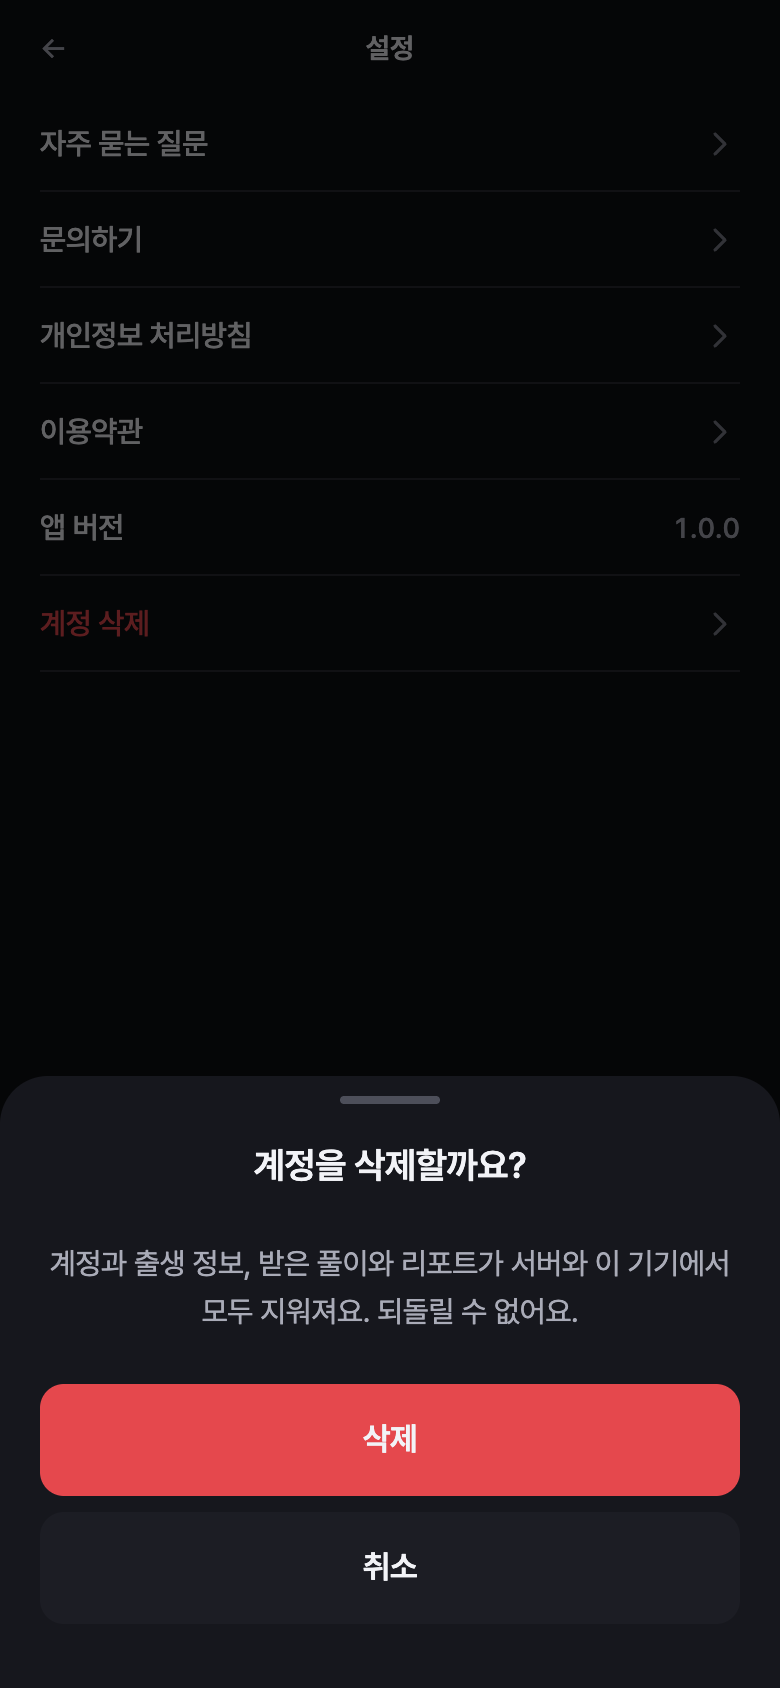 설정
자주 묻는 질문
문의하기
개인정보 처리방침
이용약관
앱 버전 1.0.0
계정 삭제
계정을 삭제할까요?
계정과 출생 정보, 받은 풀이와 리포트가 서버와 이 기기에서
모두 지워져요. 되돌릴 수 없어요.
삭제
취소